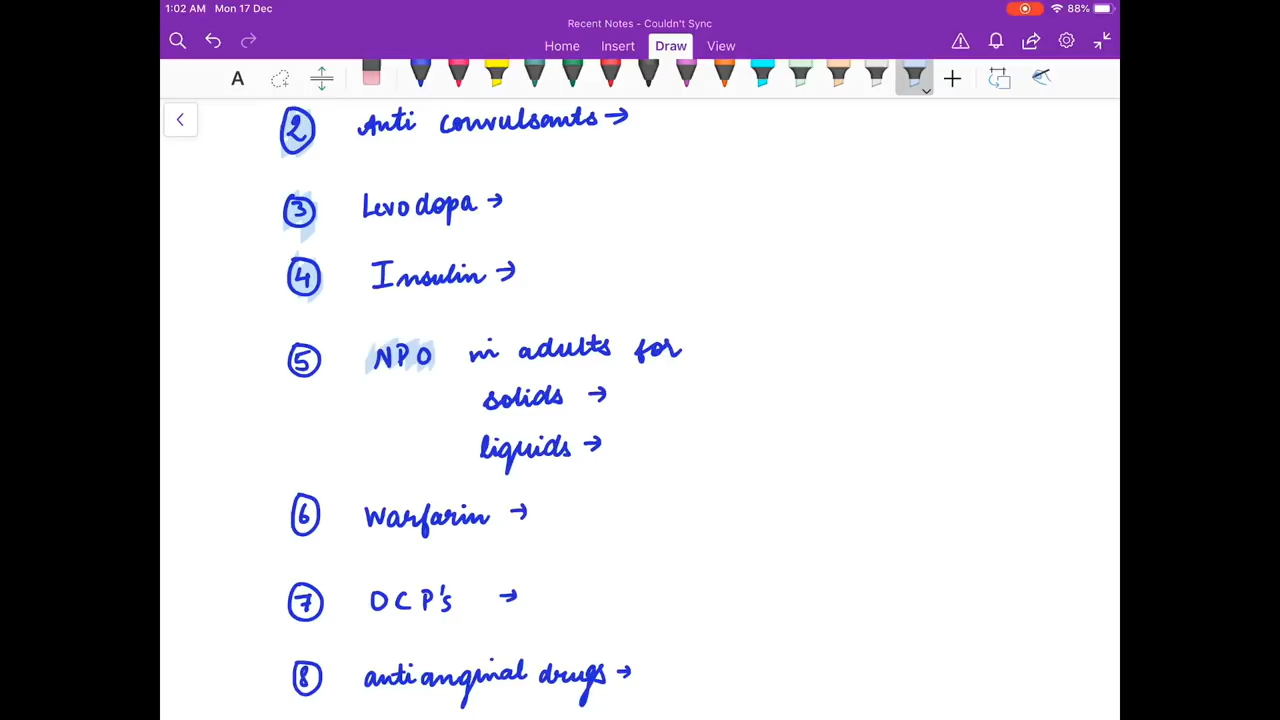 1:02 AM Mon 17 Dec
88%
Recent Notes - Couldn't Sync
Home Insert Draw View
A
2 Anti convulsants →
3 Levodopa →
4 Insulin →
5 NPO in adults for
solids →
liquids →
6 Warfarin →
7 OCP's →
8 antianginal drugs →